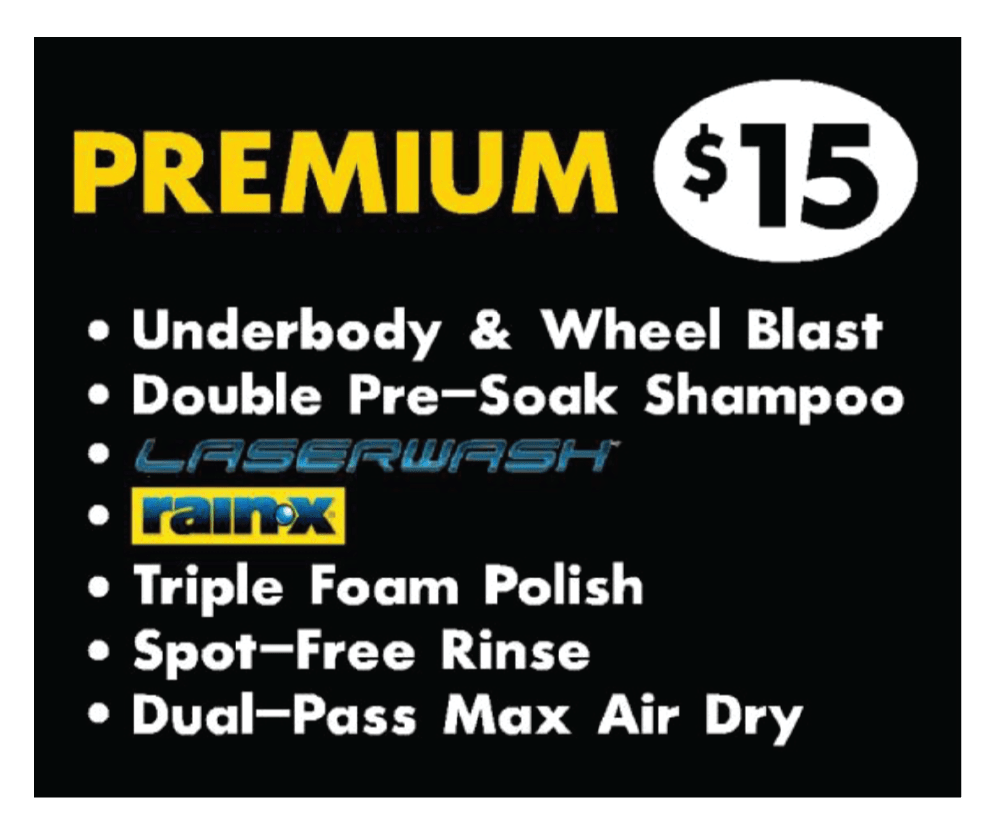 PREMIUM $15
• Underbody & Wheel Blast
• Double Pre-Soak Shampoo
• LASERWASH™
• rain-x
• Triple Foam Polish
• Spot-Free Rinse
• Dual-Pass Max Air Dry